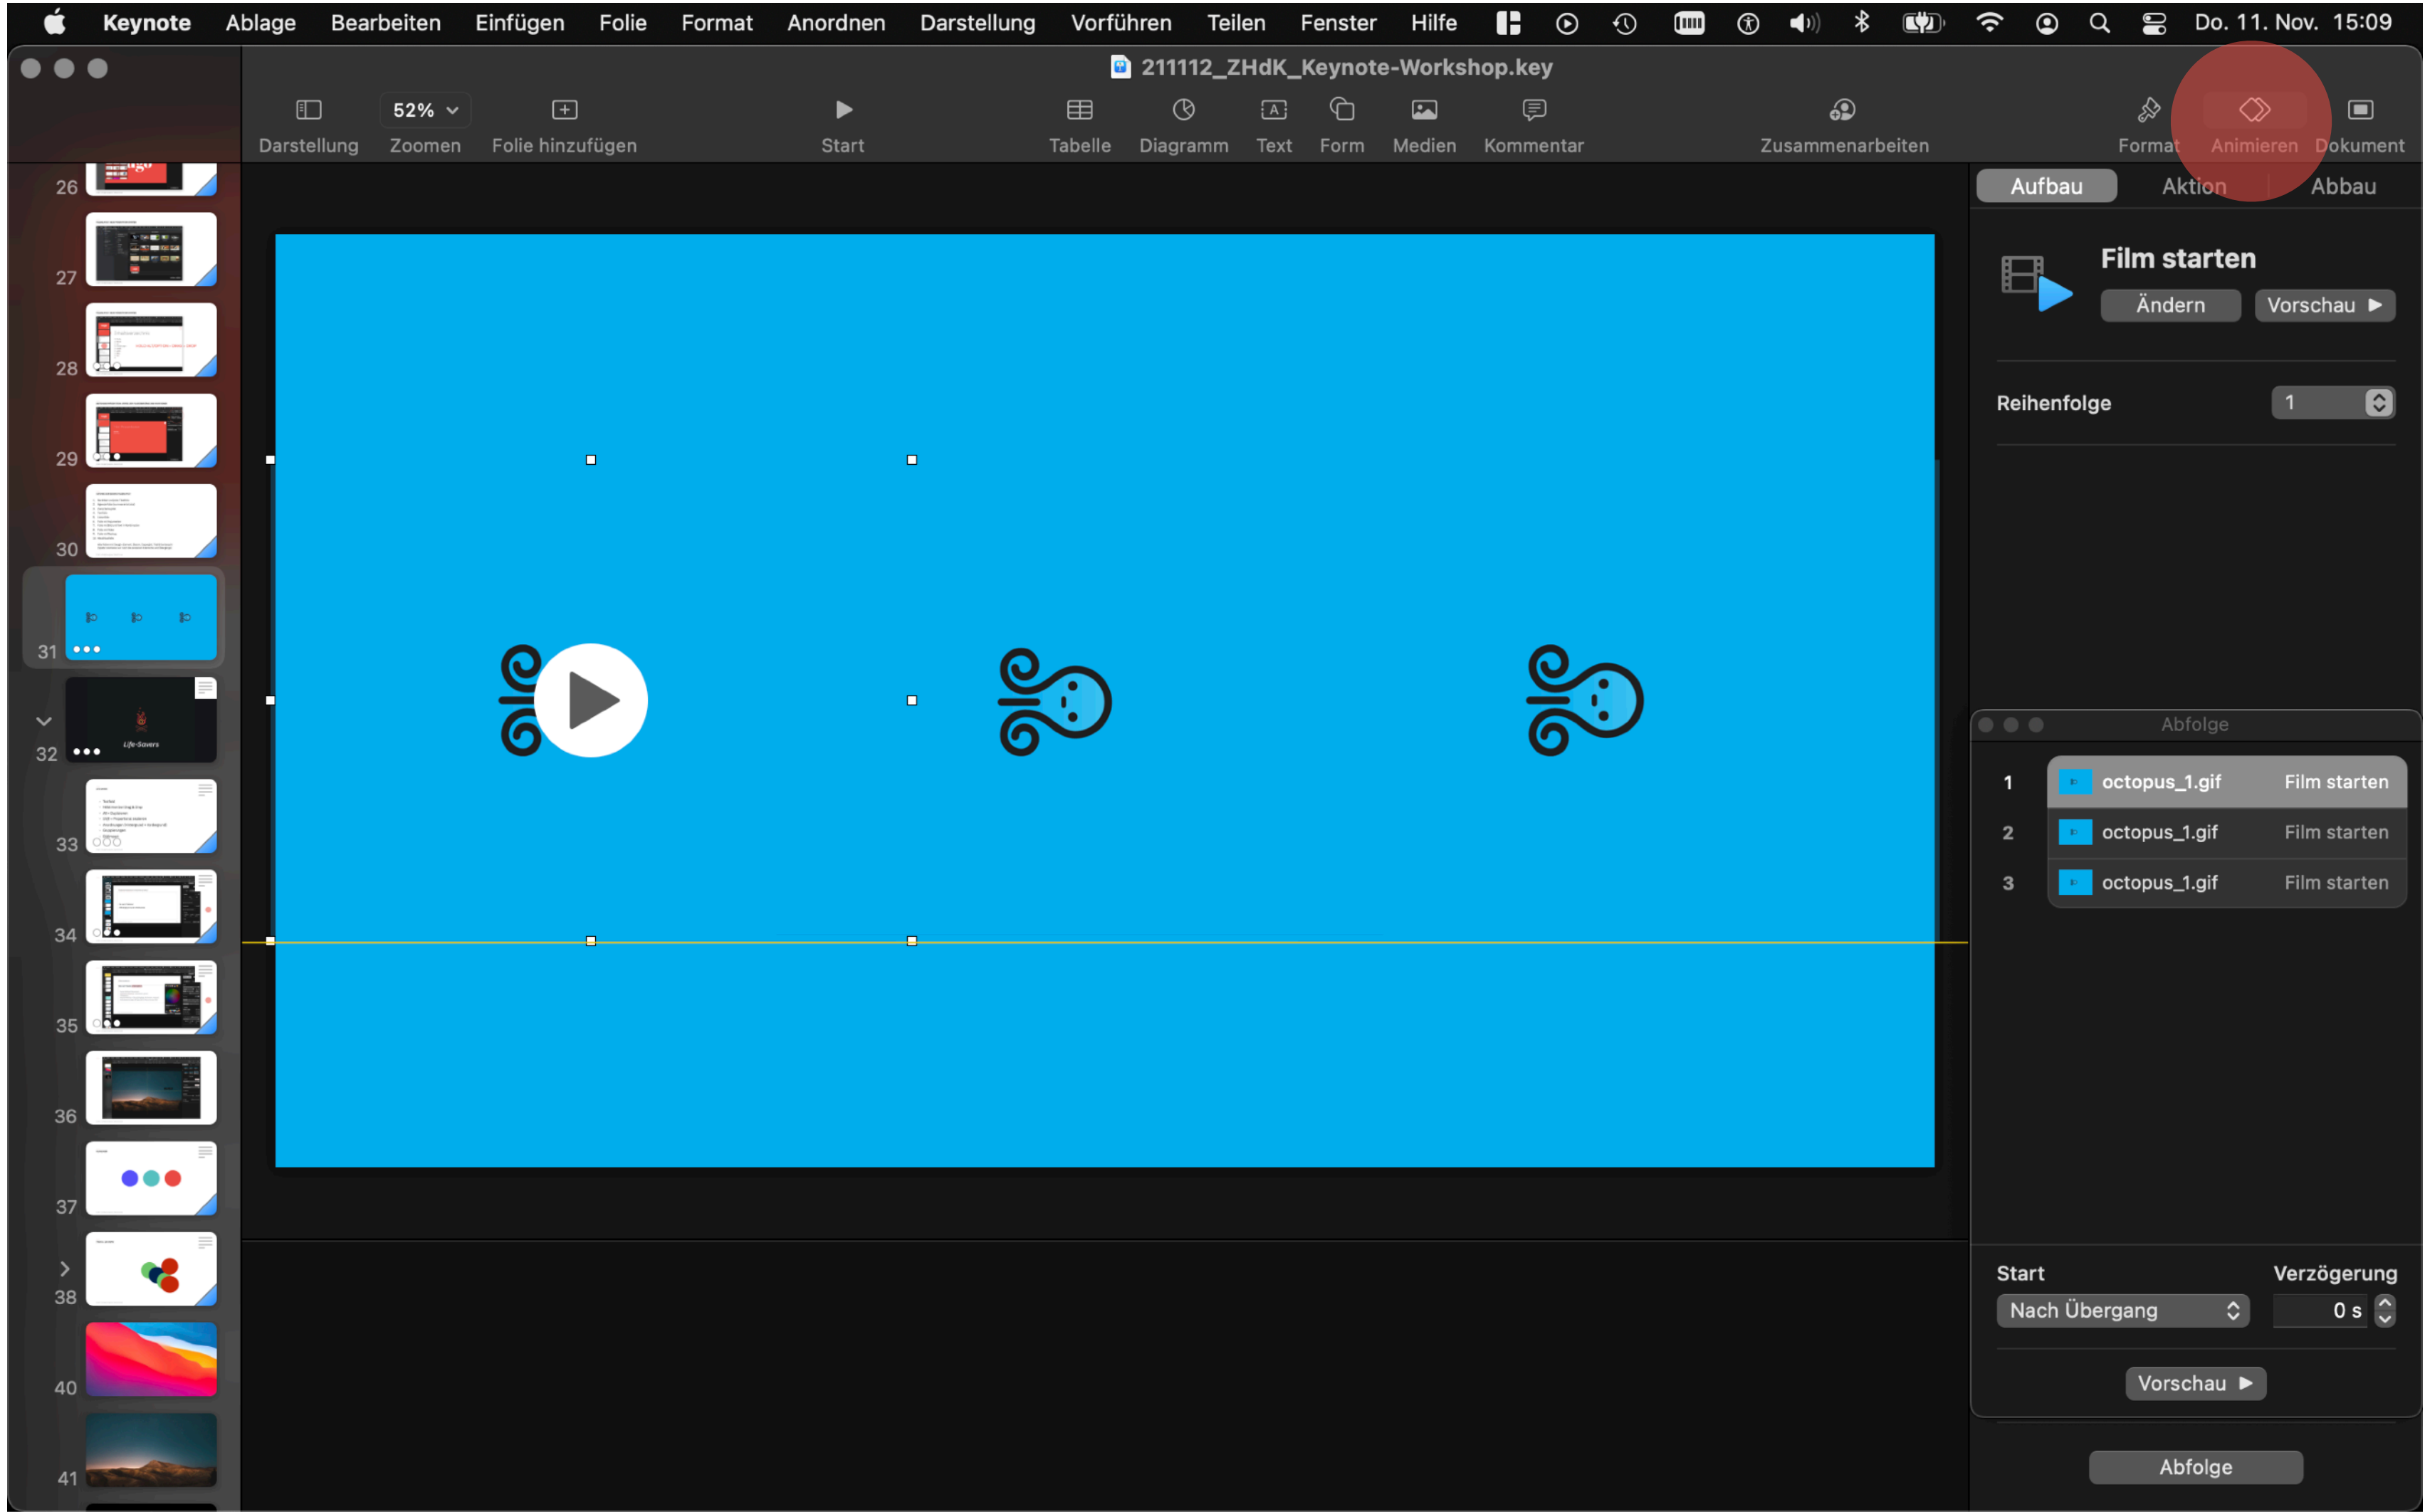 Keynote Ablage Bearbeiten Einfügen Folie Format Anordnen Darstellung Vorführen Teilen Fenster Hilfe Do. 11. Nov. 15:09
211112_ZHdK_Keynote-Workshop.key
52%
Darstellung Zoomen Folie hinzufügen Start Tabelle Diagramm Text Form Medien Kommentar Zusammenarbeiten Format Animieren Dokument
Aufbau Aktion Abbau
Film starten
Ändern Vorschau
Reihenfolge 1
26
27
28
29
30
31
32
Life-Savers
33
34
35
36
37
38
40
41
Abfolge
1 octopus_1.gif Film starten
2 octopus_1.gif Film starten
3 octopus_1.gif Film starten
Start Verzögerung
Nach Übergang 0 s
Vorschau
Abfolge